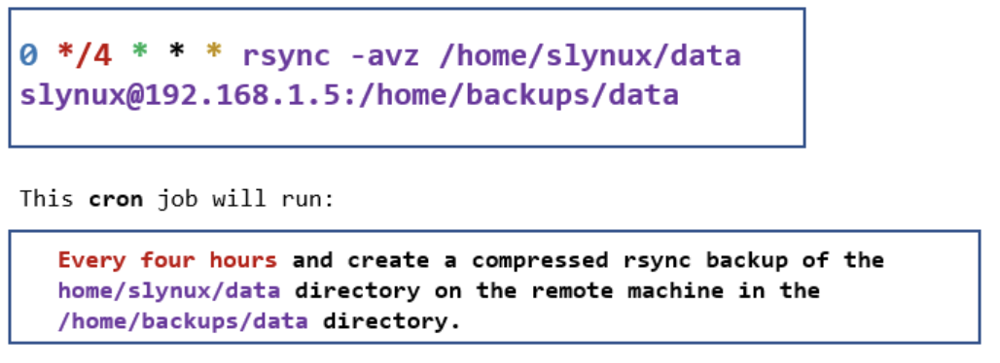 0 */4 * * * rsync -avz /home/slynux/data
slynux@192.168.1.5:/home/backups/data
This cron job will run:
Every four hours and create a compressed rsync backup of the
home/slynux/data directory on the remote machine in the
/home/backups/data directory.